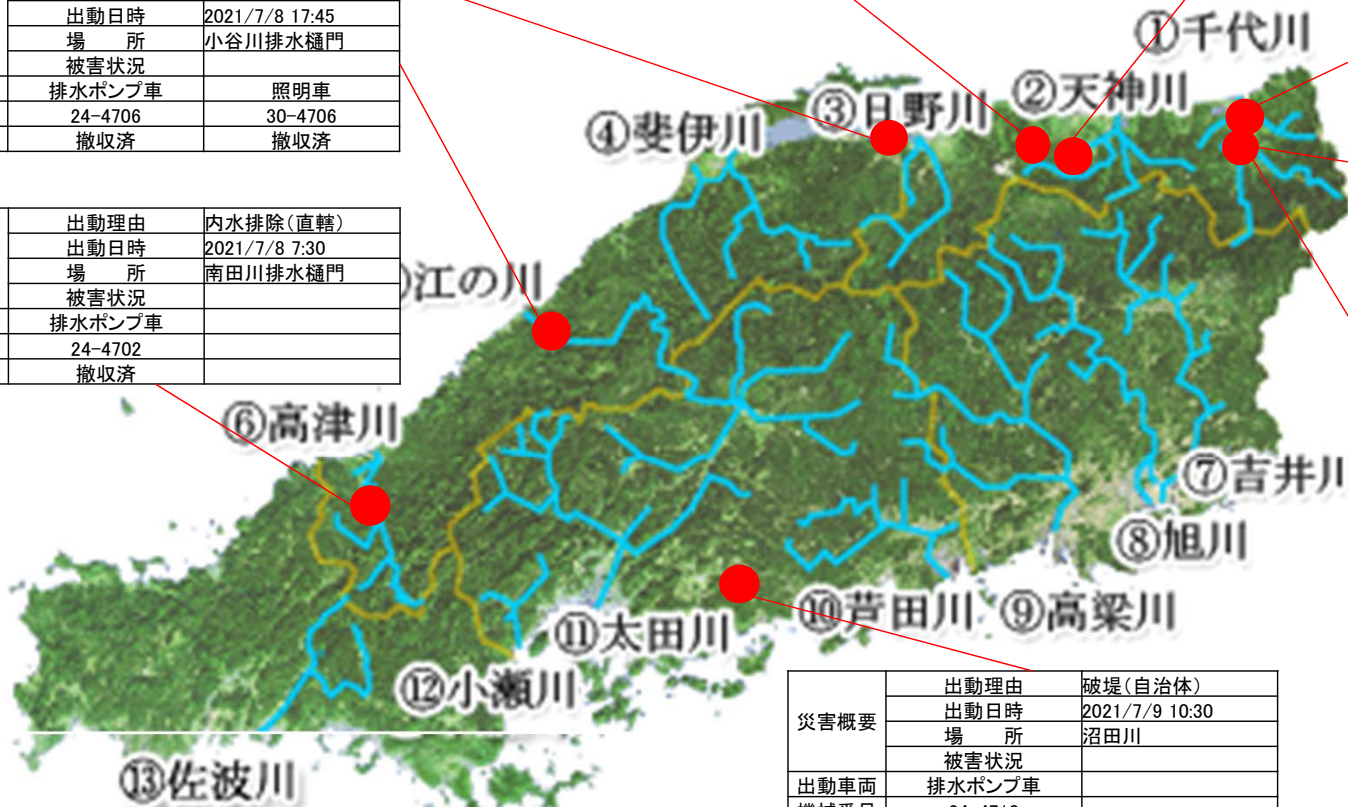 出動日時 2021/7/8 17:45
場 所 小谷川排水樋門
被害状況
排水ポンプ車 照明車
24-4706 30-4706
撤収済 撤収済
出動理由 内水排除(直轄)
出動日時 2021/7/8 7:30
場 所 南田川排水樋門
被害状況
排水ポンプ車
24-4702
撤収済
①千代川
②天神川
③日野川
④斐伊川
江の川
⑥高津川
⑦吉井川
⑧旭川
⑨高梁川
⑩芦田川
⑪太田川
⑫小瀬川
⑬佐波川
災害概要
出動理由 破堤(自治体)
出動日時 2021/7/9 10:30
場 所 沼田川
被害状況
出動車両 排水ポンプ車